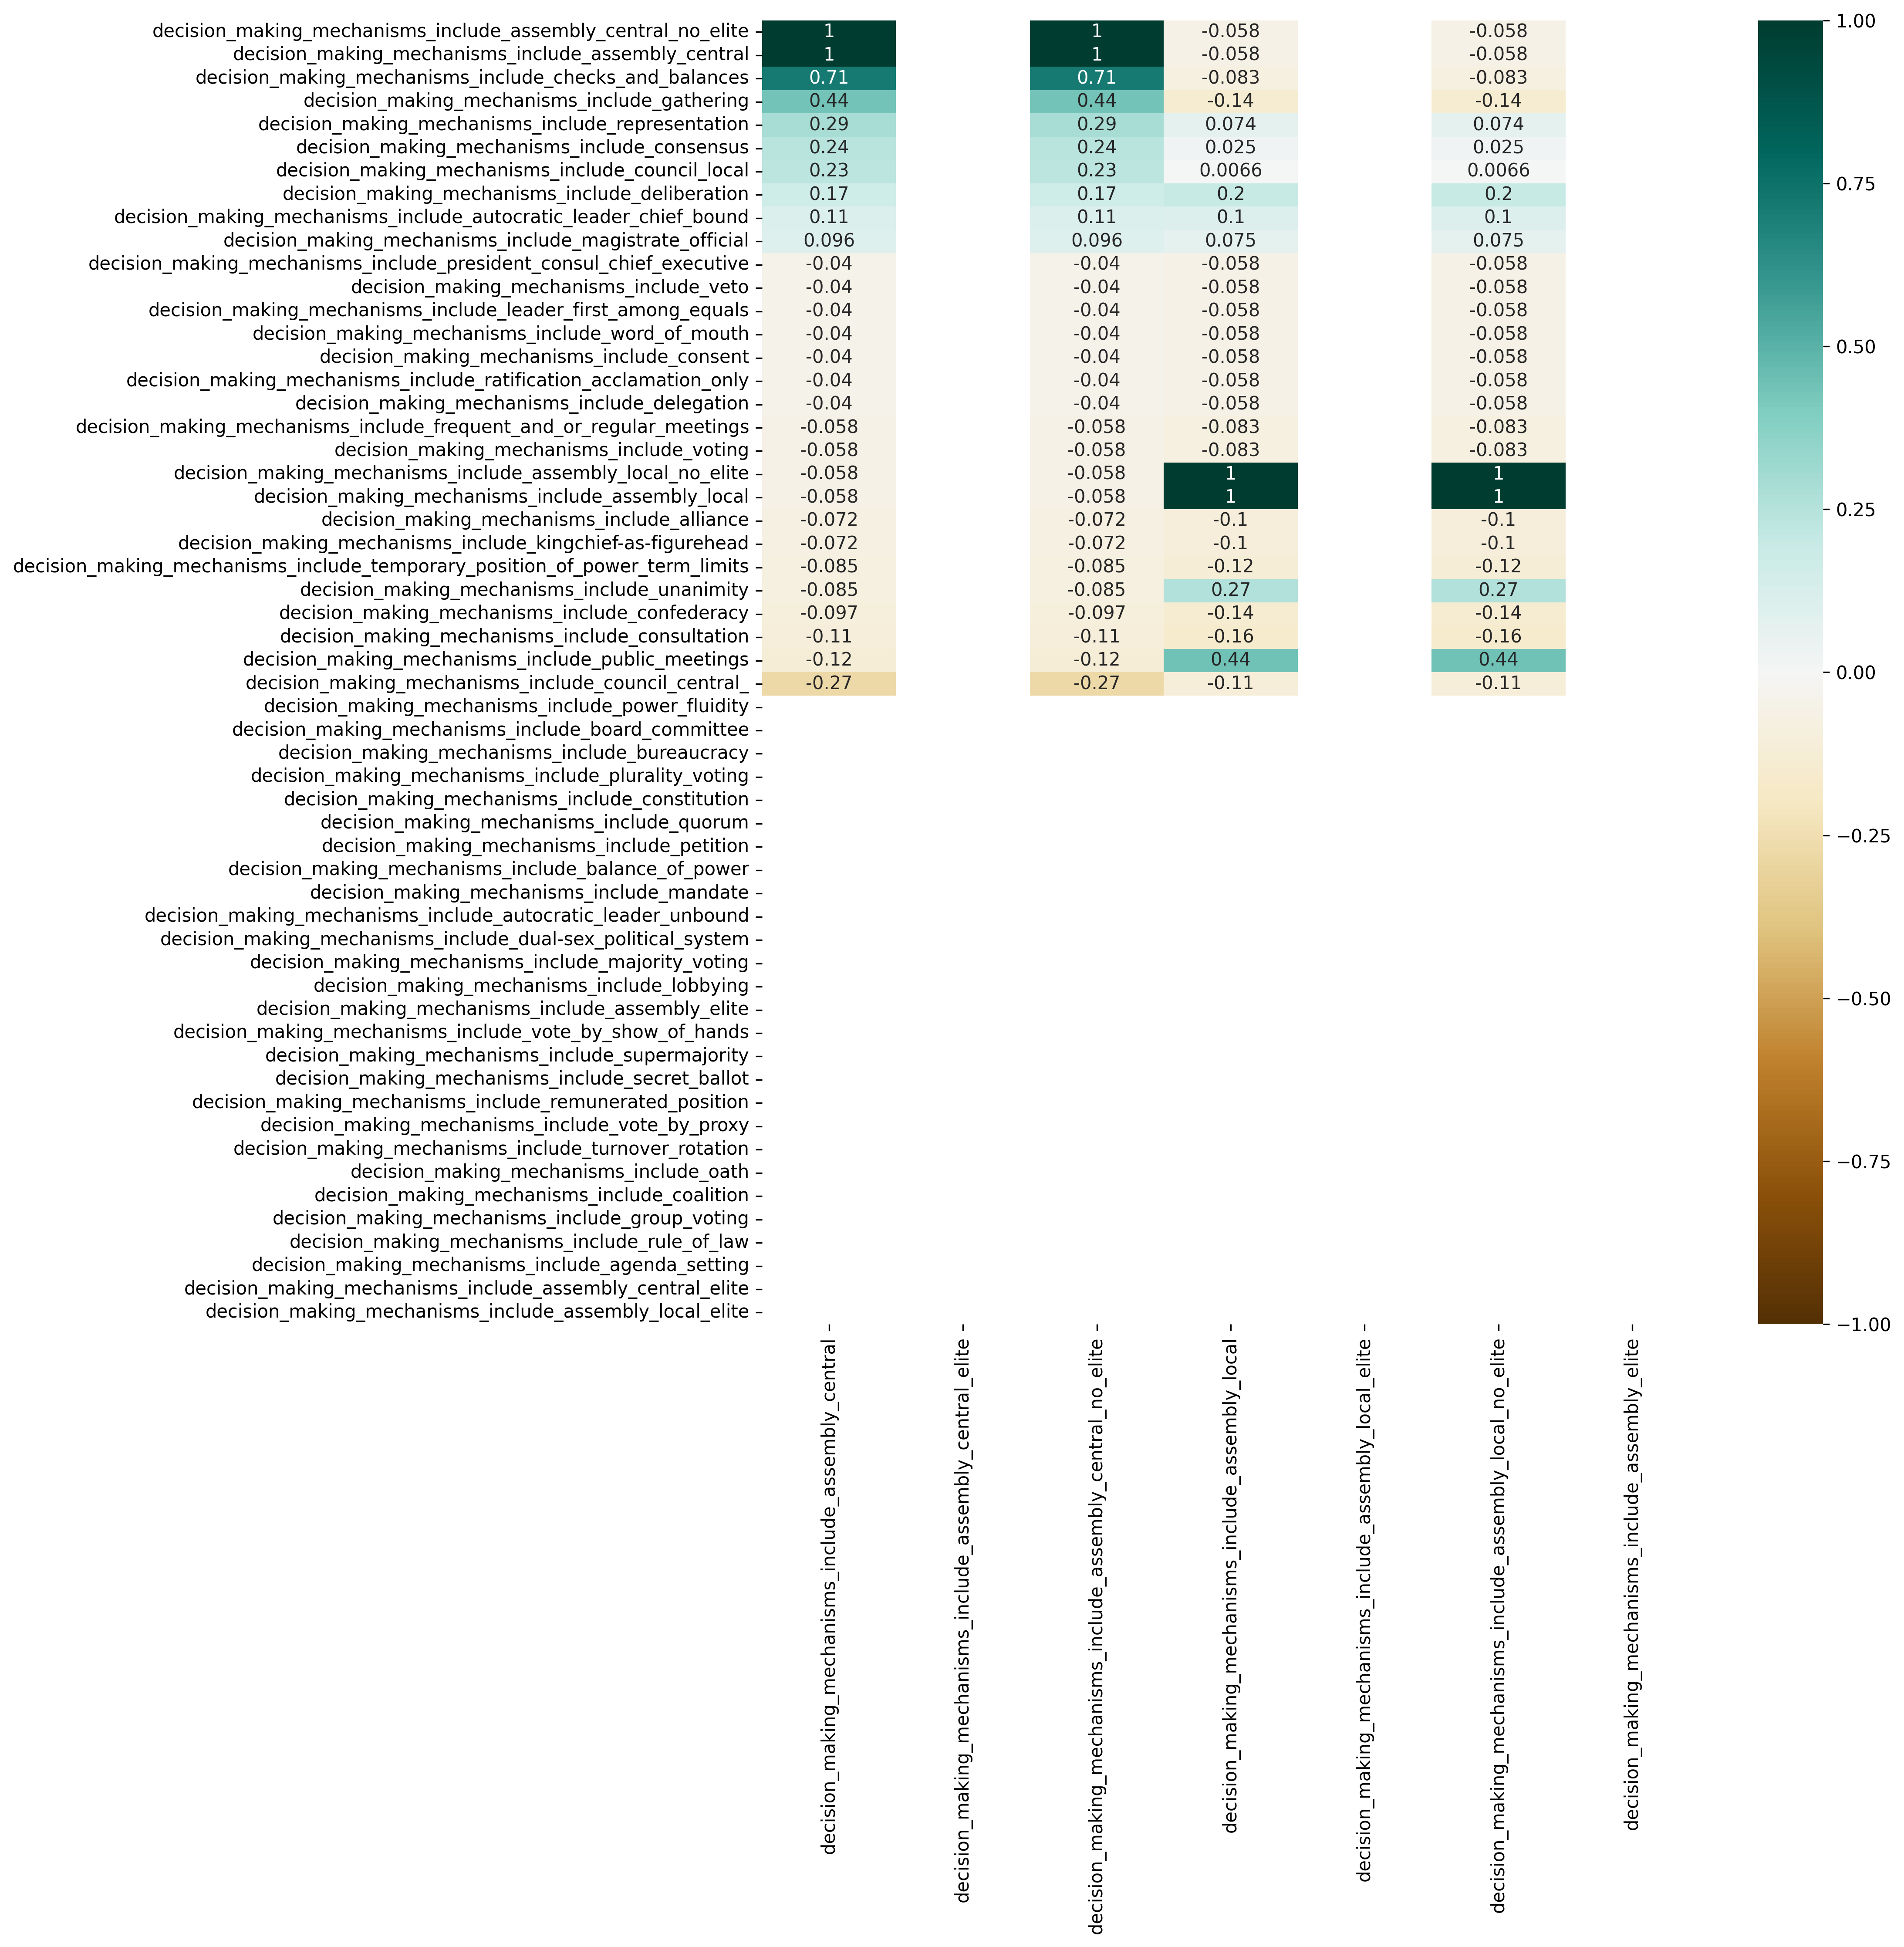 decision_making_mechanisms_include_assembly_central_no_elite 1 1 -0.058 -0.058
decision_making_mechanisms_include_assembly_central 1 1 -0.058 -0.058
decision_making_mechanisms_include_checks_and_balances 0.71 0.71 -0.083 -0.083
decision_making_mechanisms_include_gathering 0.44 0.44 -0.14 -0.14
decision_making_mechanisms_include_representation 0.29 0.29 0.074 0.074
decision_making_mechanisms_include_consensus 0.24 0.24 0.025 0.025
decision_making_mechanisms_include_council_local 0.23 0.23 0.0066 0.0066
decision_making_mechanisms_include_deliberation 0.17 0.17 0.2 0.2
decision_making_mechanisms_include_autocratic_leader_chief_bound 0.11 0.11 0.1 0.1
decision_making_mechanisms_include_magistrate_official 0.096 0.096 0.075 0.075
decision_making_mechanisms_include_president_consul_chief_executive -0.04 -0.04 -0.058 -0.058
decision_making_mechanisms_include_veto -0.04 -0.04 -0.058 -0.058
decision_making_mechanisms_include_leader_first_among_equals -0.04 -0.04 -0.058 -0.058
decision_making_mechanisms_include_word_of_mouth -0.04 -0.04 -0.058 -0.058
decision_making_mechanisms_include_consent -0.04 -0.04 -0.058 -0.058
decision_making_mechanisms_include_ratification_acclamation_only -0.04 -0.04 -0.058 -0.058
decision_making_mechanisms_include_delegation -0.04 -0.04 -0.058 -0.058
decision_making_mechanisms_include_frequent_and_or_regular_meetings -0.058 -0.058 -0.083 -0.083
decision_making_mechanisms_include_voting -0.058 -0.058 -0.083 -0.083
decision_making_mechanisms_include_assembly_local_no_elite -0.058 -0.058 1 1
decision_making_mechanisms_include_assembly_local -0.058 -0.058 1 1
decision_making_mechanisms_include_alliance -0.072 -0.072 -0.1 -0.1
decision_making_mechanisms_include_kingchief-as-figurehead -0.072 -0.072 -0.1 -0.1
decision_making_mechanisms_include_temporary_position_of_power_term_limits -0.085 -0.085 -0.12 -0.12
decision_making_mechanisms_include_unanimity -0.085 -0.085 0.27 0.27
decision_making_mechanisms_include_confederacy -0.097 -0.097 -0.14 -0.14
decision_making_mechanisms_include_consultation -0.11 -0.11 -0.16 -0.16
decision_making_mechanisms_include_public_meetings -0.12 -0.12 0.44 0.44
decision_making_mechanisms_include_council_central_ -0.27 -0.27 -0.11 -0.11
decision_making_mechanisms_include_power_fluidity
decision_making_mechanisms_include_board_committee
decision_making_mechanisms_include_bureaucracy
decision_making_mechanisms_include_plurality_voting
decision_making_mechanisms_include_constitution
decision_making_mechanisms_include_quorum
decision_making_mechanisms_include_petition
decision_making_mechanisms_include_balance_of_power
decision_making_mechanisms_include_mandate
decision_making_mechanisms_include_autocratic_leader_unbound
decision_making_mechanisms_include_dual-sex_political_system
decision_making_mechanisms_include_majority_voting
decision_making_mechanisms_include_lobbying
decision_making_mechanisms_include_assembly_elite
decision_making_mechanisms_include_vote_by_show_of_hands
decision_making_mechanisms_include_supermajority
decision_making_mechanisms_include_secret_ballot
decision_making_mechanisms_include_remunerated_position
decision_making_mechanisms_include_vote_by_proxy
decision_making_mechanisms_include_turnover_rotation
decision_making_mechanisms_include_oath
decision_making_mechanisms_include_coalition
decision_making_mechanisms_include_group_voting
decision_making_mechanisms_include_rule_of_law
decision_making_mechanisms_include_agenda_setting
decision_making_mechanisms_include_assembly_central_elite
decision_making_mechanisms_include_assembly_local_elite
decision_making_mechanisms_include_assembly_central
decision_making_mechanisms_include_assembly_central_elite
decision_making_mechanisms_include_assembly_central_no_elite
decision_making_mechanisms_include_assembly_local
decision_making_mechanisms_include_assembly_local_elite
decision_making_mechanisms_include_assembly_local_no_elite
decision_making_mechanisms_include_assembly_elite
1.00
0.75
0.50
0.25
0.00
−0.25
−0.50
−0.75
−1.00